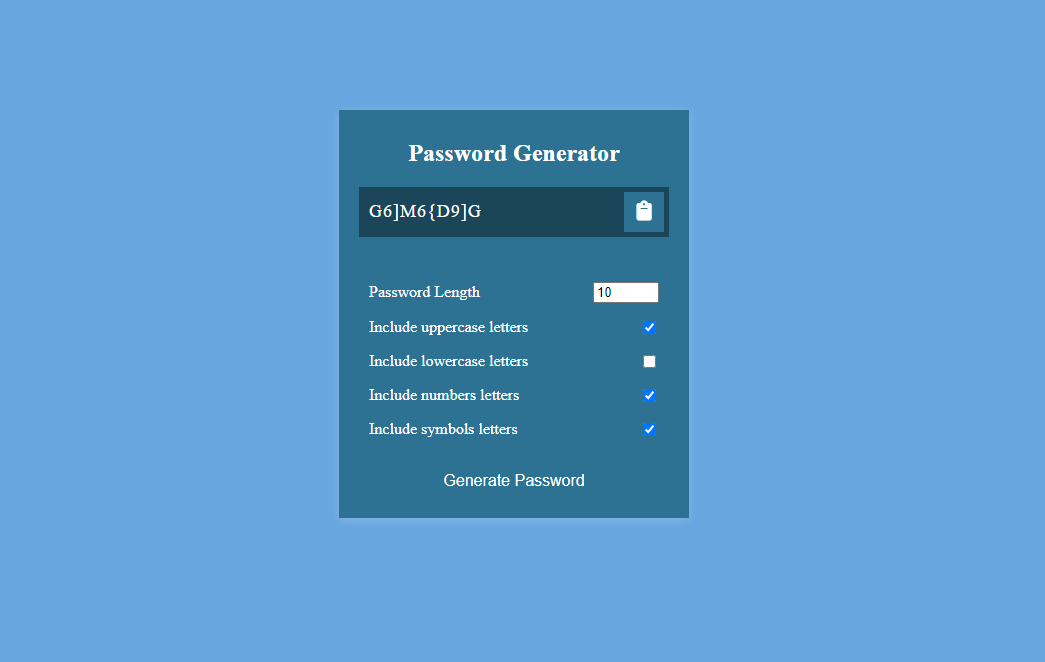 Password Generator
G6]M6{D9]G
Password Length 10
Include uppercase letters
Include lowercase letters
Include numbers letters
Include symbols letters
Generate Password